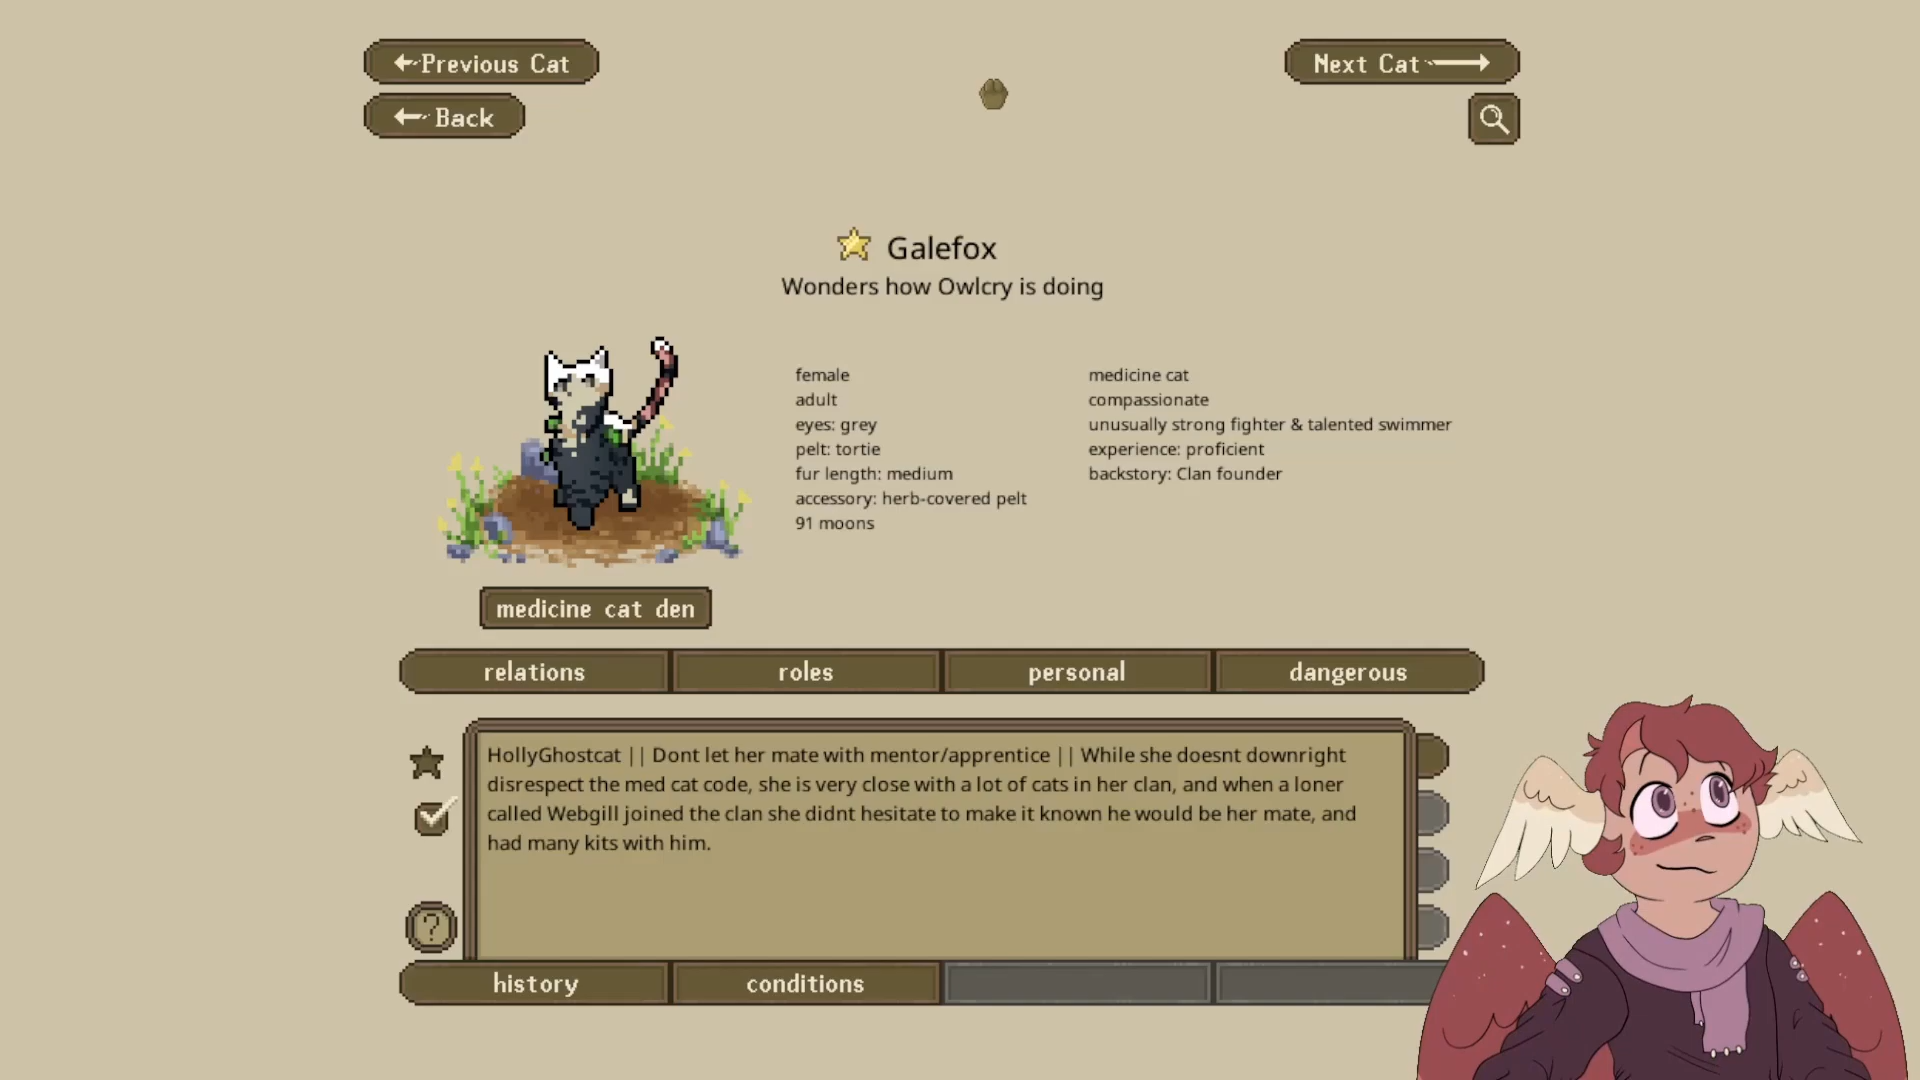 Previous Cat
Next Cat
Back
Galefox
Wonders how Owlcry is doing
female
adult
eyes: grey
pelt: tortie
fur length: medium
accessory: herb-covered pelt
91 moons
medicine cat
compassionate
unusually strong fighter & talented swimmer
experience: proficient
backstory: Clan founder
medicine cat den
relations
roles
personal
dangerous
HollyGhostcat || Dont let her mate with mentor/apprentice || While she doesnt downright
disrespect the med cat code, she is very close with a lot of cats in her clan, and when a loner
called Webgill joined the clan she didnt hesitate to make it known he would be her mate, and
had many kits with him.
?
history
conditions